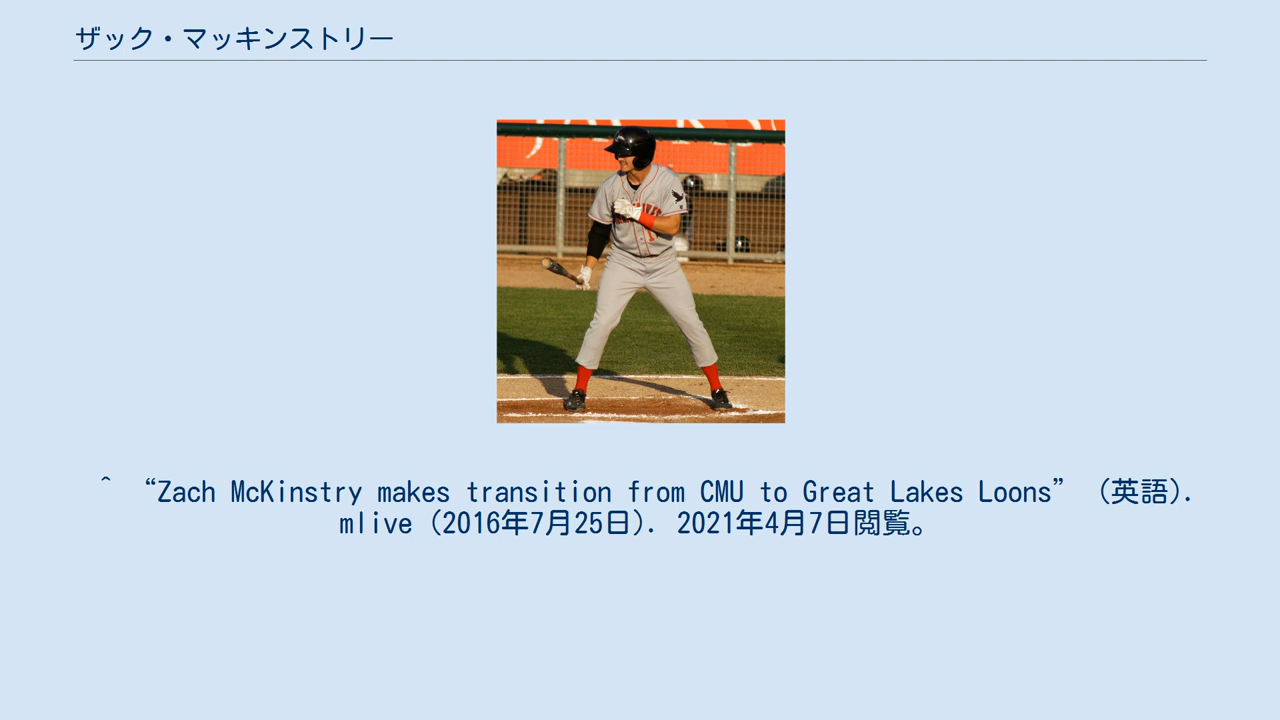 ザック・マッキンストリー
^ “Zach McKinstry makes transition from CMU to Great Lakes Loons” (英語).
mlive (2016年7月25日). 2021年4月7日閲覧。